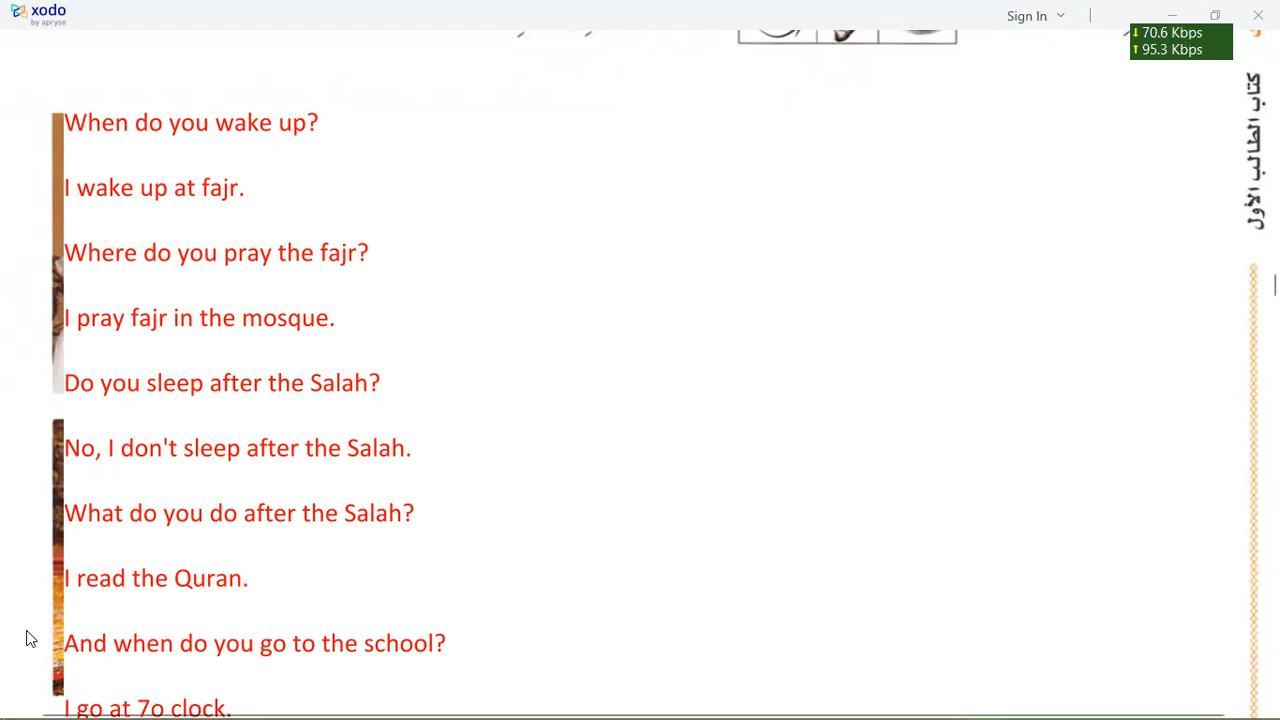 xodo
by apryse
Sign In
↓ 70.6 Kbps
↑ 95.3 Kbps
كتاب الطالب الأول
When do you wake up?
I wake up at fajr.
Where do you pray the fajr?
I pray fajr in the mosque.
Do you sleep after the Salah?
No, I don't sleep after the Salah.
What do you do after the Salah?
I read the Quran.
And when do you go to the school?
I go at 7o clock.